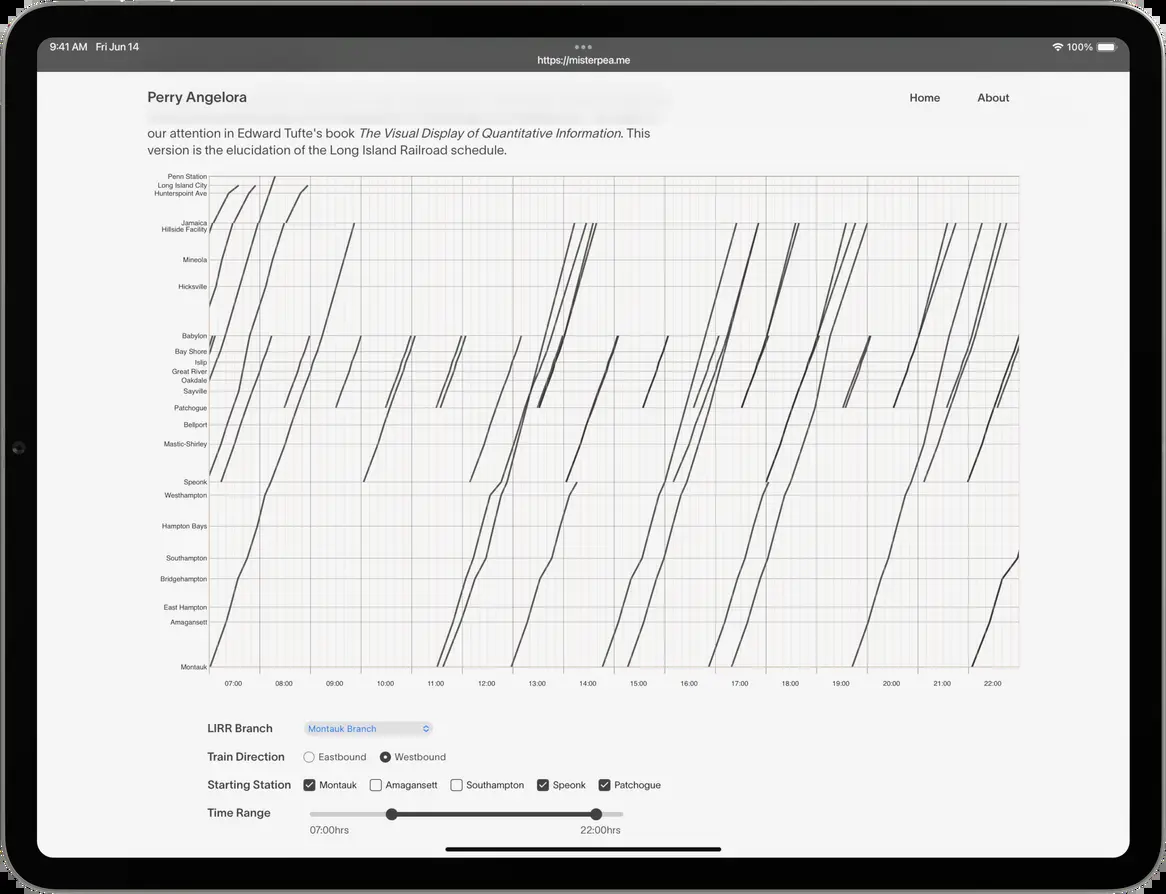 9:41 AM Fri Jun 14
100%
https://misterpea.me
Perry Angelora
Home
About
our attention in Edward Tufte's book The Visual Display of Quantitative Information. This
version is the elucidation of the Long Island Railroad schedule.
Penn Station
Long Island City
Hunterspoint Ave
Jamaica
Hillside Facility
Mineola
Hicksville
Babylon
Bay Shore
Islip
Great River
Oakdale
Sayville
Patchogue
Bellport
Mastic-Shirley
Speonk
Westhampton
Hampton Bays
Southampton
Bridgehampton
East Hampton
Amagansett
Montauk
07:00 08:00 09:00 10:00 11:00 12:00 13:00 14:00 15:00 16:00 17:00 18:00 19:00 20:00 21:00 22:00
LIRR Branch Montauk Branch
Train Direction Eastbound Westbound
Starting Station Montauk Amagansett Southampton Speonk Patchogue
Time Range
07:00hrs 22:00hrs